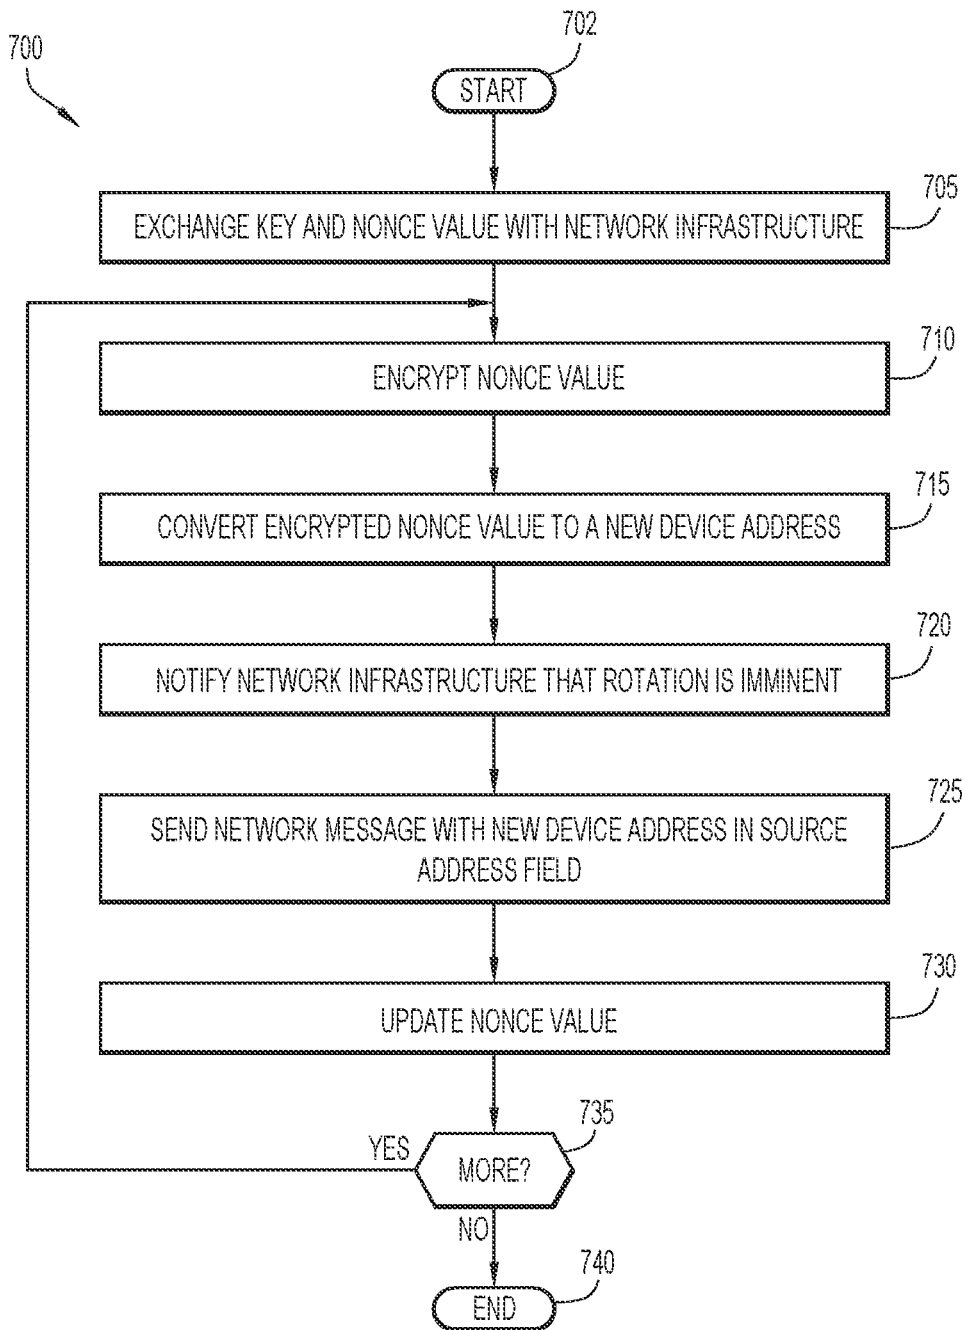 700
702
START
705
EXCHANGE KEY AND NONCE VALUE WITH NETWORK INFRASTRUCTURE
710
ENCRYPT NONCE VALUE
715
CONVERT ENCRYPTED NONCE VALUE TO A NEW DEVICE ADDRESS
720
NOTIFY NETWORK INFRASTRUCTURE THAT ROTATION IS IMMINENT
725
SEND NETWORK MESSAGE WITH NEW DEVICE ADDRESS IN SOURCE
ADDRESS FIELD
730
UPDATE NONCE VALUE
735
YES
MORE?
NO
740
END